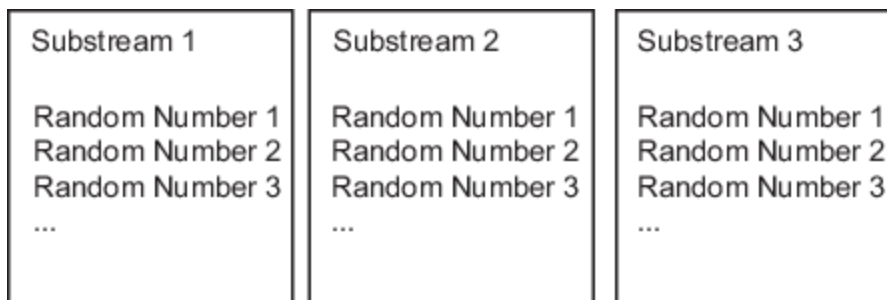 Substream 1
Random Number 1
Random Number 2
Random Number 3
...
Substream 2
Random Number 1
Random Number 2
Random Number 3
...
Substream 3
Random Number 1
Random Number 2
Random Number 3
...